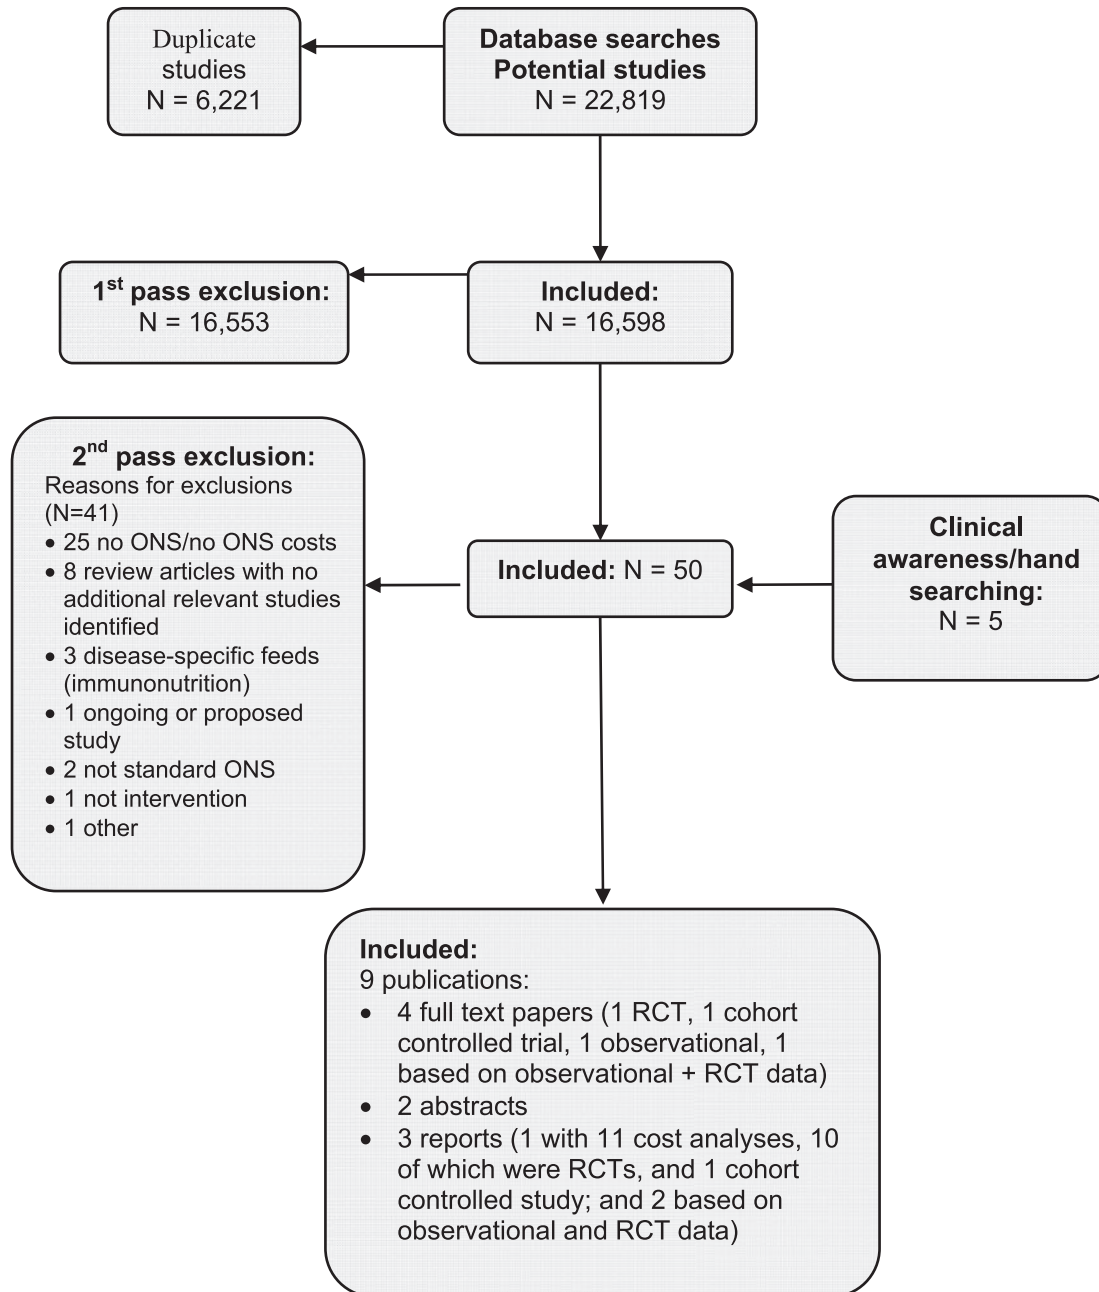 Duplicate
studies
N = 6,221
Database searches
Potential studies
N = 22,819
1st pass exclusion:
N = 16,553
Included:
N = 16,598
2nd pass exclusion:
Reasons for exclusions
(N=41)
• 25 no ONS/no ONS costs
• 8 review articles with no
additional relevant studies
identified
• 3 disease-specific feeds
(immunonutrition)
• 1 ongoing or proposed
study
• 2 not standard ONS
• 1 not intervention
• 1 other
Included: N = 50
Clinical
awareness/hand
searching:
N = 5
Included:
9 publications:
• 4 full text papers (1 RCT, 1 cohort
controlled trial, 1 observational, 1
based on observational + RCT data)
• 2 abstracts
• 3 reports (1 with 11 cost analyses, 10
of which were RCTs, and 1 cohort
controlled study; and 2 based on
observational and RCT data)